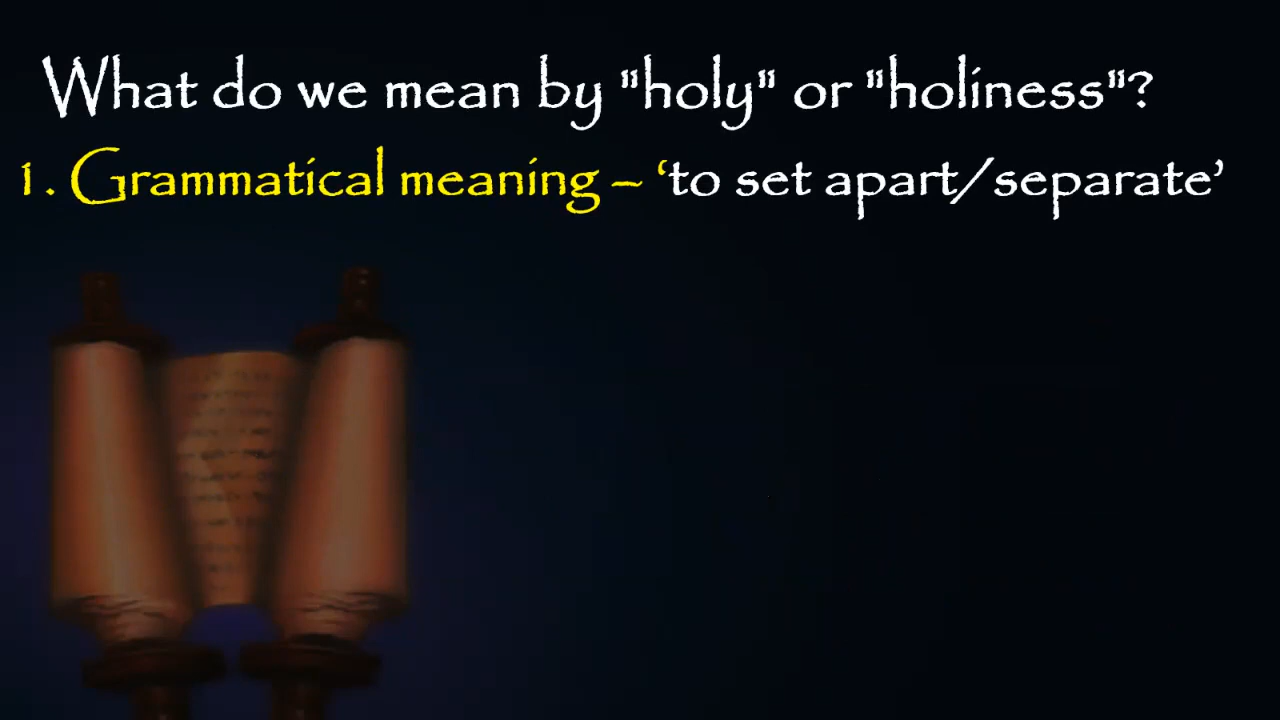 What do we mean by "holy" or "holiness"?
1. Grammatical meaning – ‘to set apart/separate’